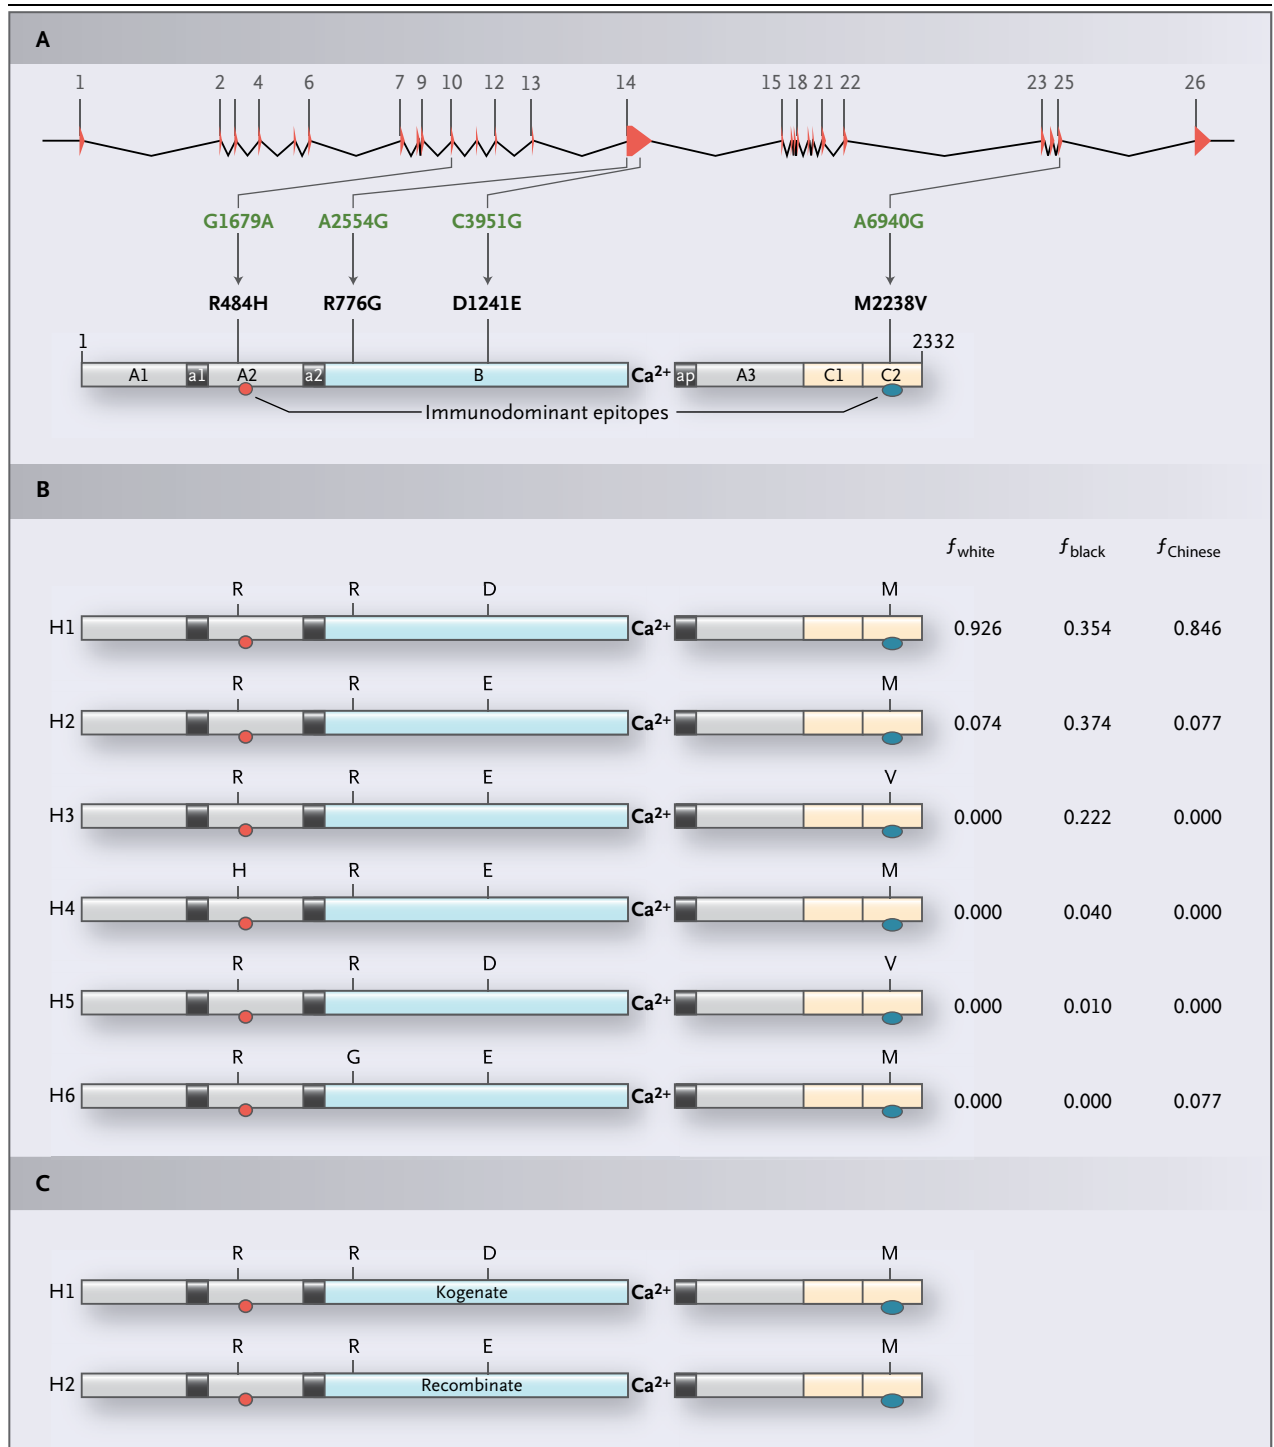 A
1 2 4 6 7 9 10 12 13 14 15 18 21 22 23 25 26
G1679A A2554G C3951G A6940G
R484H R776G D1241E M2238V
1 2332
A1 a1 A2 a2 B Ca2+ ap A3 C1 C2
Immunodominant epitopes
B
fwhite fblack fChinese
R R D M
H1 Ca2+ 0.926 0.354 0.846
R R E M
H2 Ca2+ 0.074 0.374 0.077
R R E V
H3 Ca2+ 0.000 0.222 0.000
H R E M
H4 Ca2+ 0.000 0.040 0.000
R R D V
H5 Ca2+ 0.000 0.010 0.000
R G E M
H6 Ca2+ 0.000 0.000 0.077
C
R R D M
H1 Kogenate Ca2+
R R E M
H2 Recombinate Ca2+